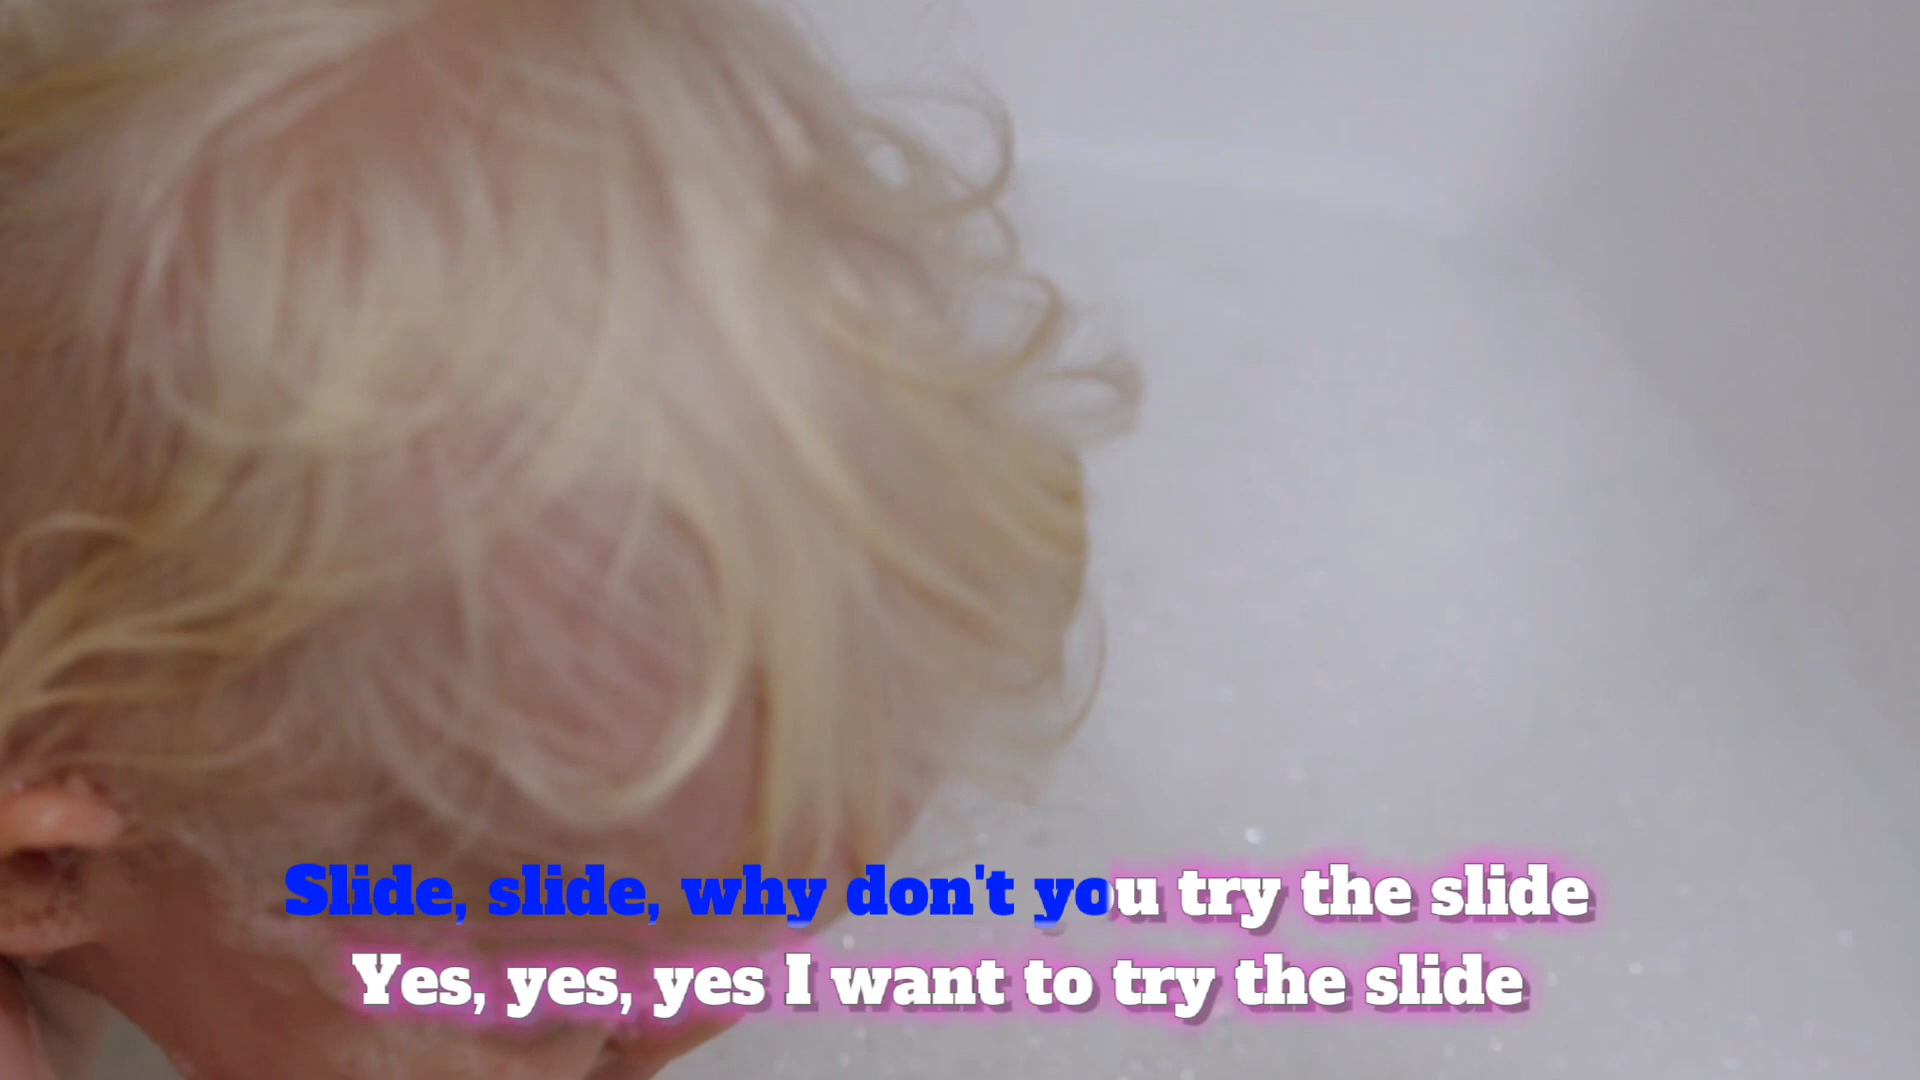 Slide, slide, why don't you try the slide
Yes, yes, yes I want to try the slide